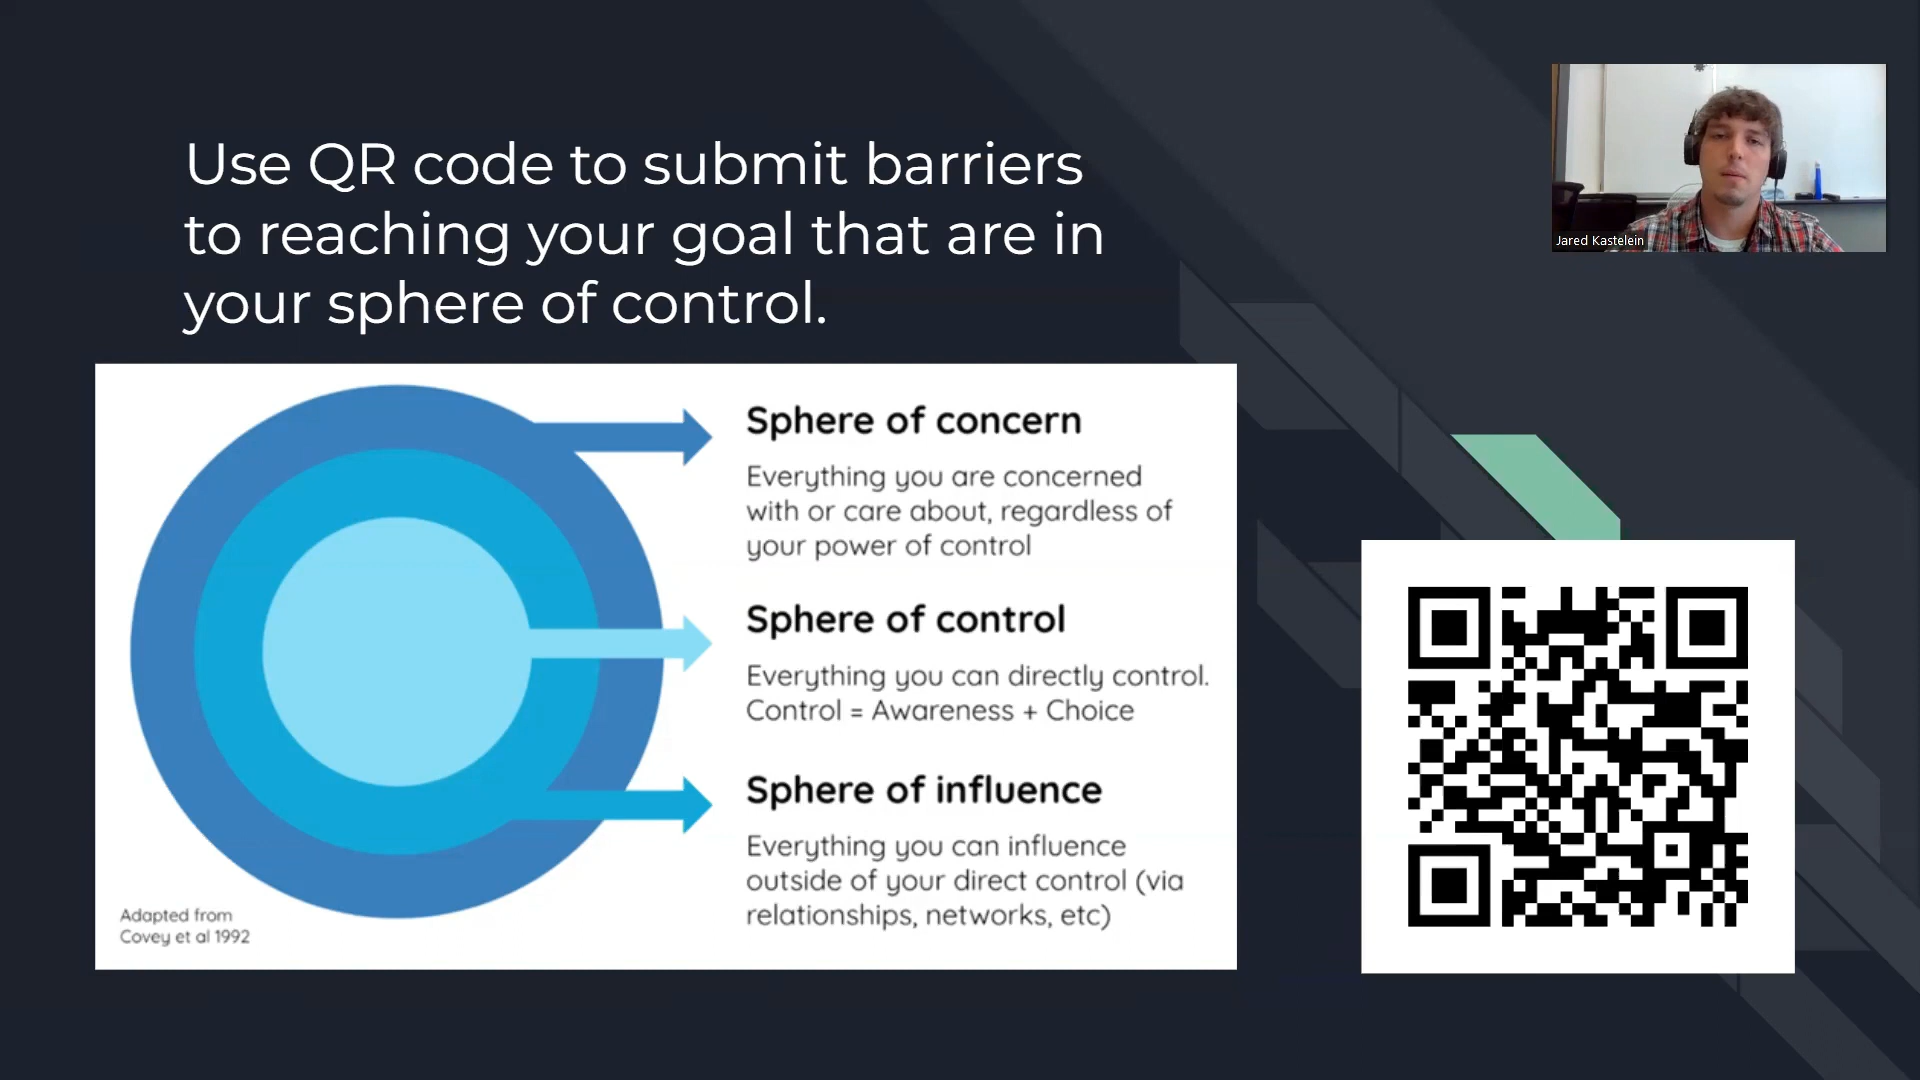 Use QR code to submit barriers
to reaching your goal that are in
your sphere of control.
Jared Kastelein
Sphere of concern
Everything you are concerned
with or care about, regardless of
your power of control
Sphere of control
Everything you can directly control.
Control = Awareness + Choice
Sphere of influence
Everything you can influence
outside of your direct control (via
relationships, networks, etc)
Adapted from
Covey et al 1992